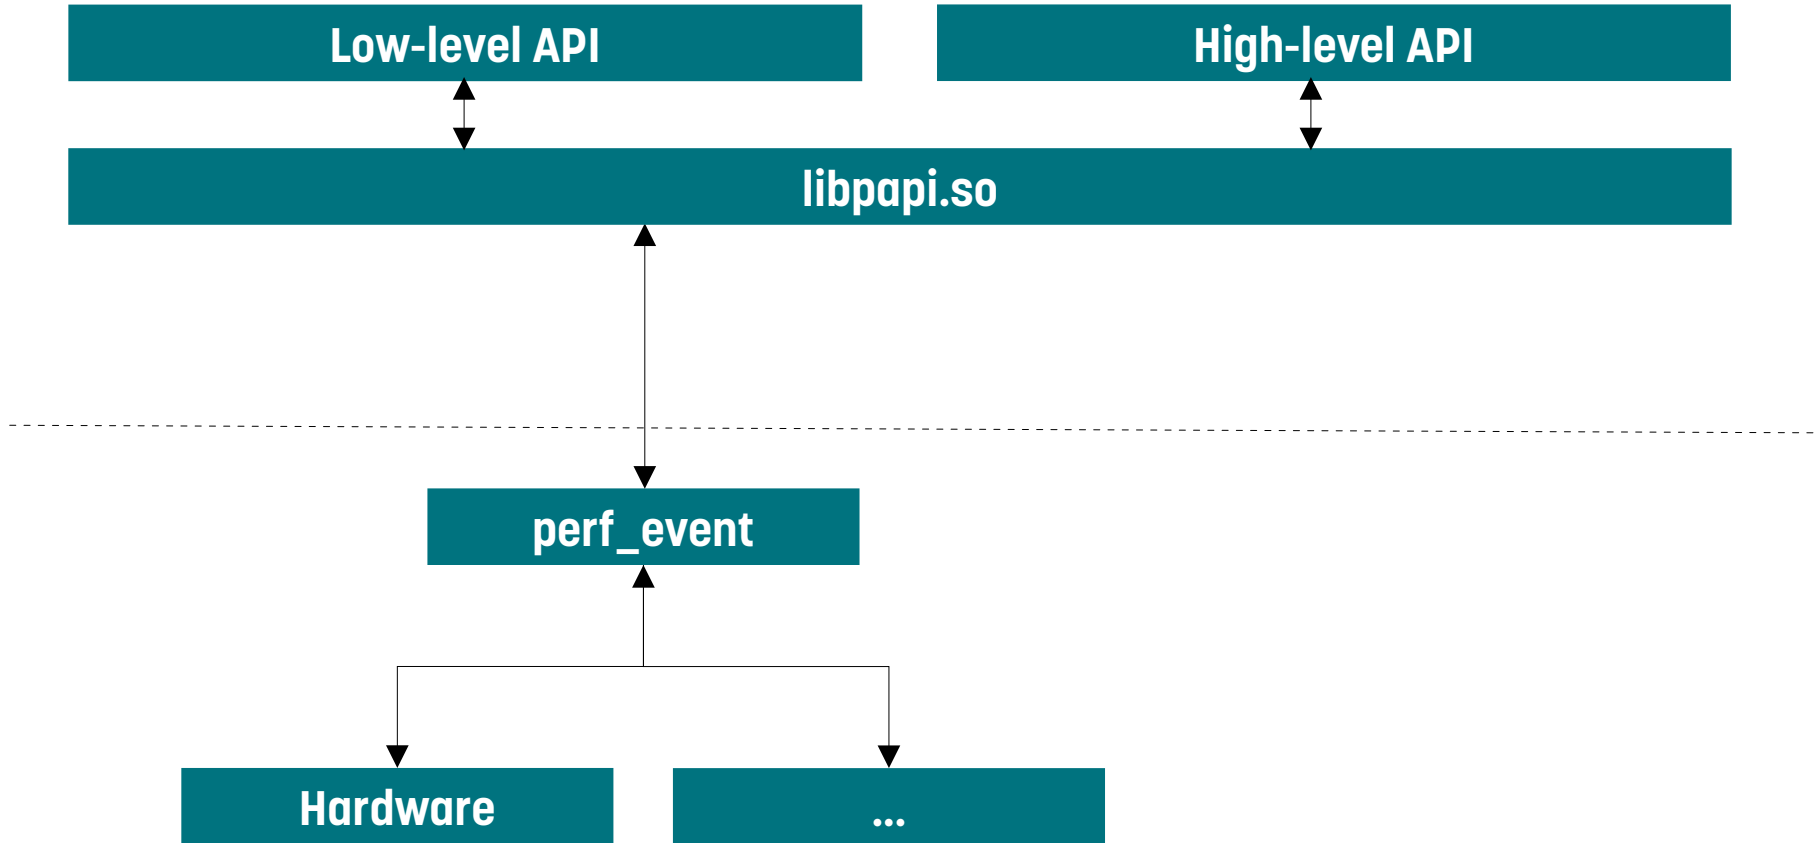 Low-level API
High-level API
libpapi.so
perf_event
Hardware
...